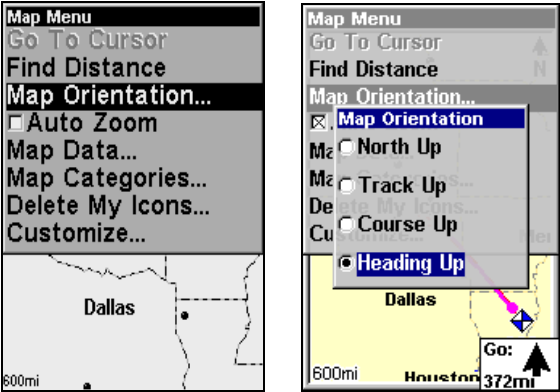 Map Menu
Go To Cursor
Find Distance
Map Orientation...
Auto Zoom
Map Data...
Map Categories...
Delete My Icons...
Customize...
Dallas
600mi
Map Menu
Go To Cursor
N
Find Distance
Map Orientation...
Map Orientation
North Up
Track Up
Course Up
Heading Up
Dallas
600mi
Houston
Go:
372mi